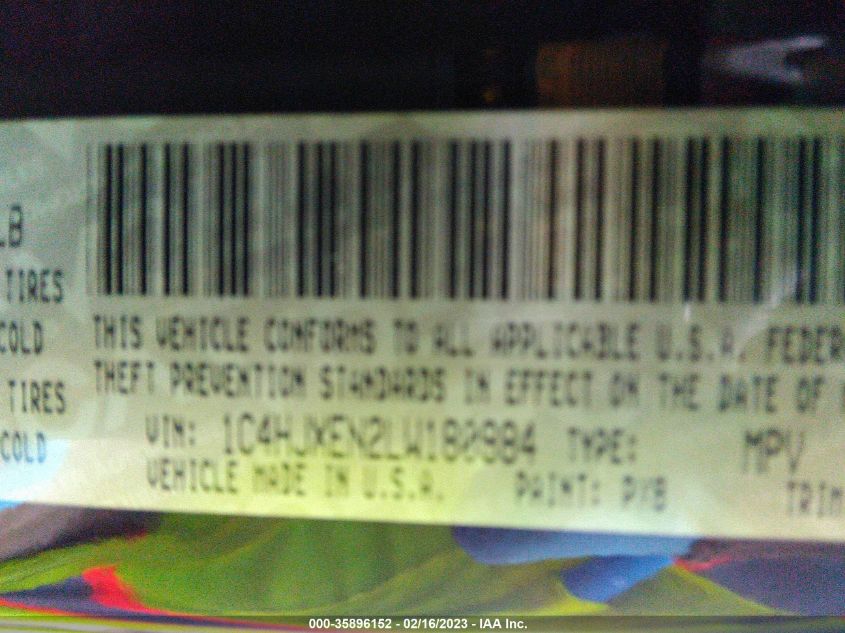 LB
TIRES
COLD
TIRES
COLD
THIS VEHICLE CONFORMS TO ALL APPLICABLE U.S.A. FEDER
THEFT PREVENTION STANDARDS IN EFFECT ON THE DATE OF
VIN: 1C4HJXEN2LW180984 TYPE: MPV
VEHICLE MADE IN U.S.A. PAINT: TRIM
000-35896152 - 02/16/2023 - IAA Inc.